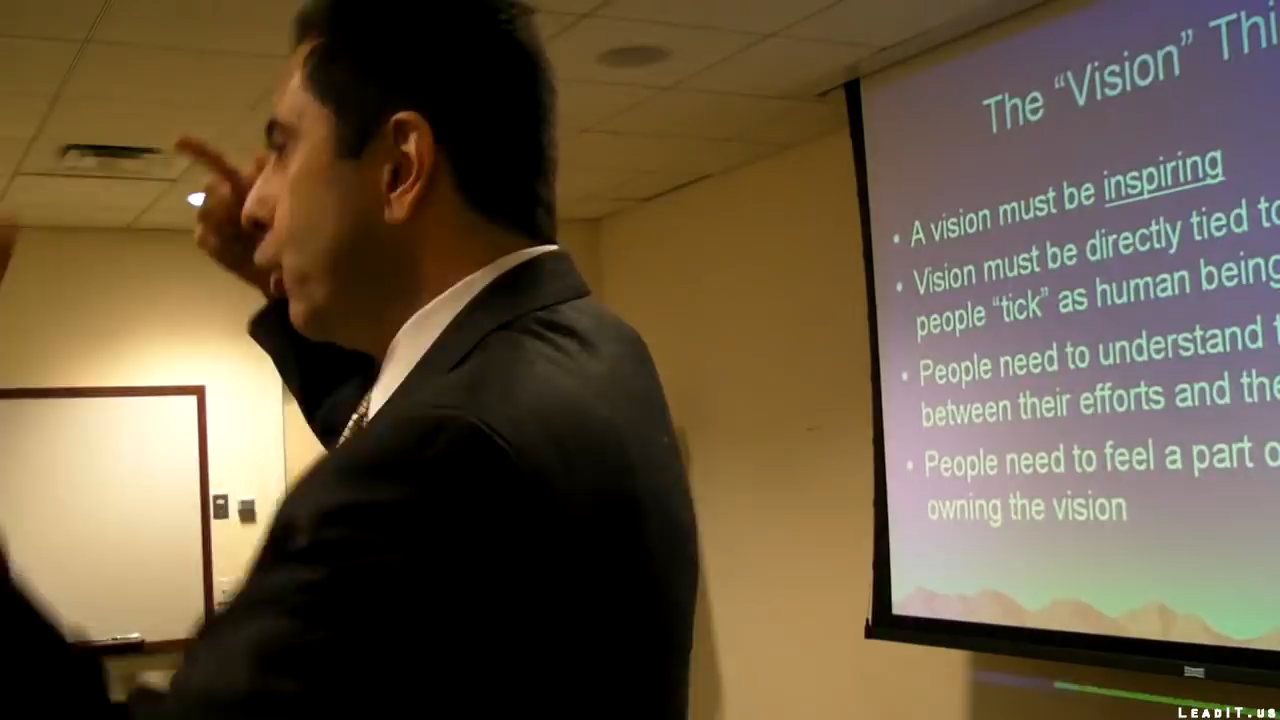 The “Vision” Thi
• A vision must be inspiring
• Vision must be directly tied to
people “tick” as human being
• People need to understand t
between their efforts and the
• People need to feel a part o
owning the vision
LeadIT.us